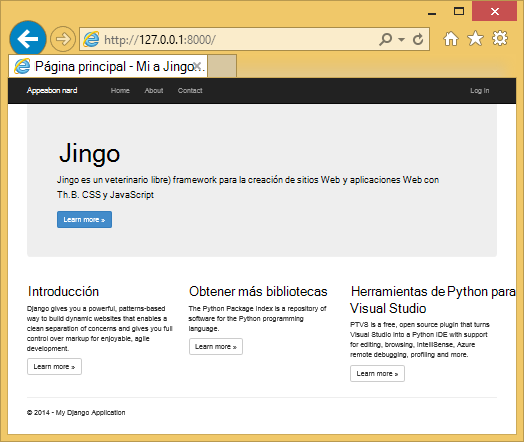 http://127.0.0.1:8000/
Página principal - Mi a Jingo...
Appeabon nard Home About Contact Log in
Jingo
Jingo es un veterinario libre) framework para la creación de sitios Web y aplicaciones Web con
Th.B. CSS y JavaScript
Learn more »
Introducción
Django gives you a powerful, patterns-based
way to build dynamic websites that enables a
clean separation of concerns and gives you full
control over markup for enjoyable, agile
development.
Learn more »
Obtener más bibliotecas
The Python Package Index is a repository of
software for the Python programming
language.
Learn more »
Herramientas de Python para
Visual Studio
PTVS is a free, open source plugin that turns
Visual Studio into a Python IDE with support
for editing, browsing, IntelliSense, Azure
remote debugging, profiling and more.
Learn more »
© 2014 - My Django Application